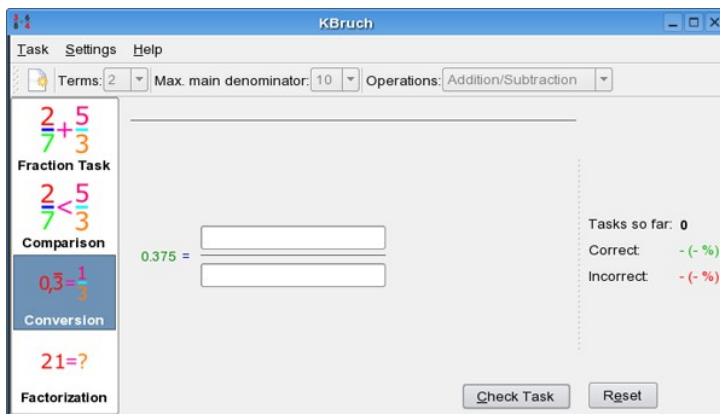 KBruch
Task Settings Help
Terms: 2 Max. main denominator: 10 Operations: Addition/Subtraction
2/7 + 5/3
Fraction Task
2/7 < 5/3
Comparison
0,3̅ = 1/3
Conversion
21=?
Factorization
0.375 =
Tasks so far: 0
Correct: - (- %)
Incorrect: - (- %)
Check Task Reset